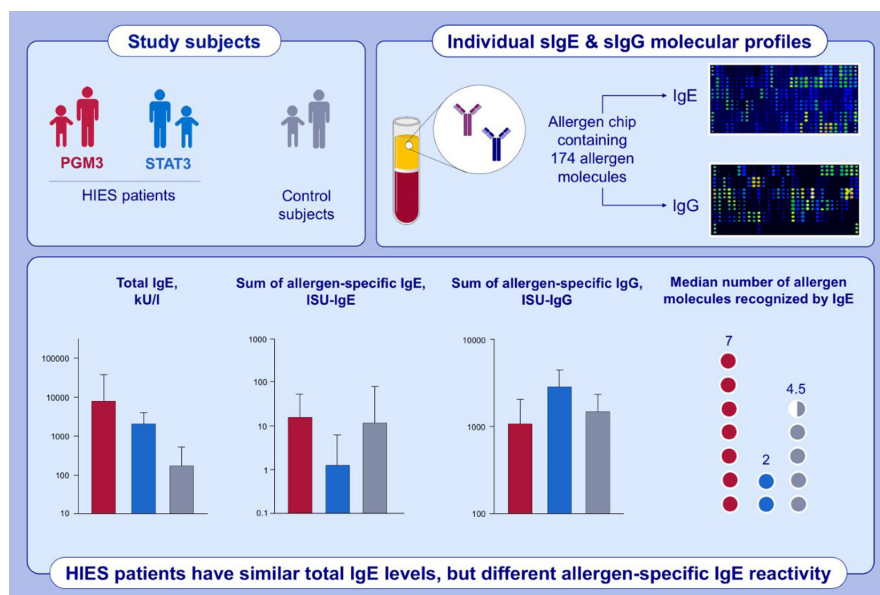 Study subjects
PGM3
STAT3
HIES patients
Control
subjects
Individual sIgE & sIgG molecular profiles
Allergen chip
containing
174 allergen
molecules
IgE
IgG
Total IgE,
kU/l
100000
10000
1000
100
10
Sum of allergen-specific IgE,
ISU-IgE
1000
100
10
1
0.1
Sum of allergen-specific IgG,
ISU-IgG
10000
1000
100
Median number of allergen
molecules recognized by IgE
7
2
4.5
HIES patients have similar total IgE levels, but different allergen-specific IgE reactivity